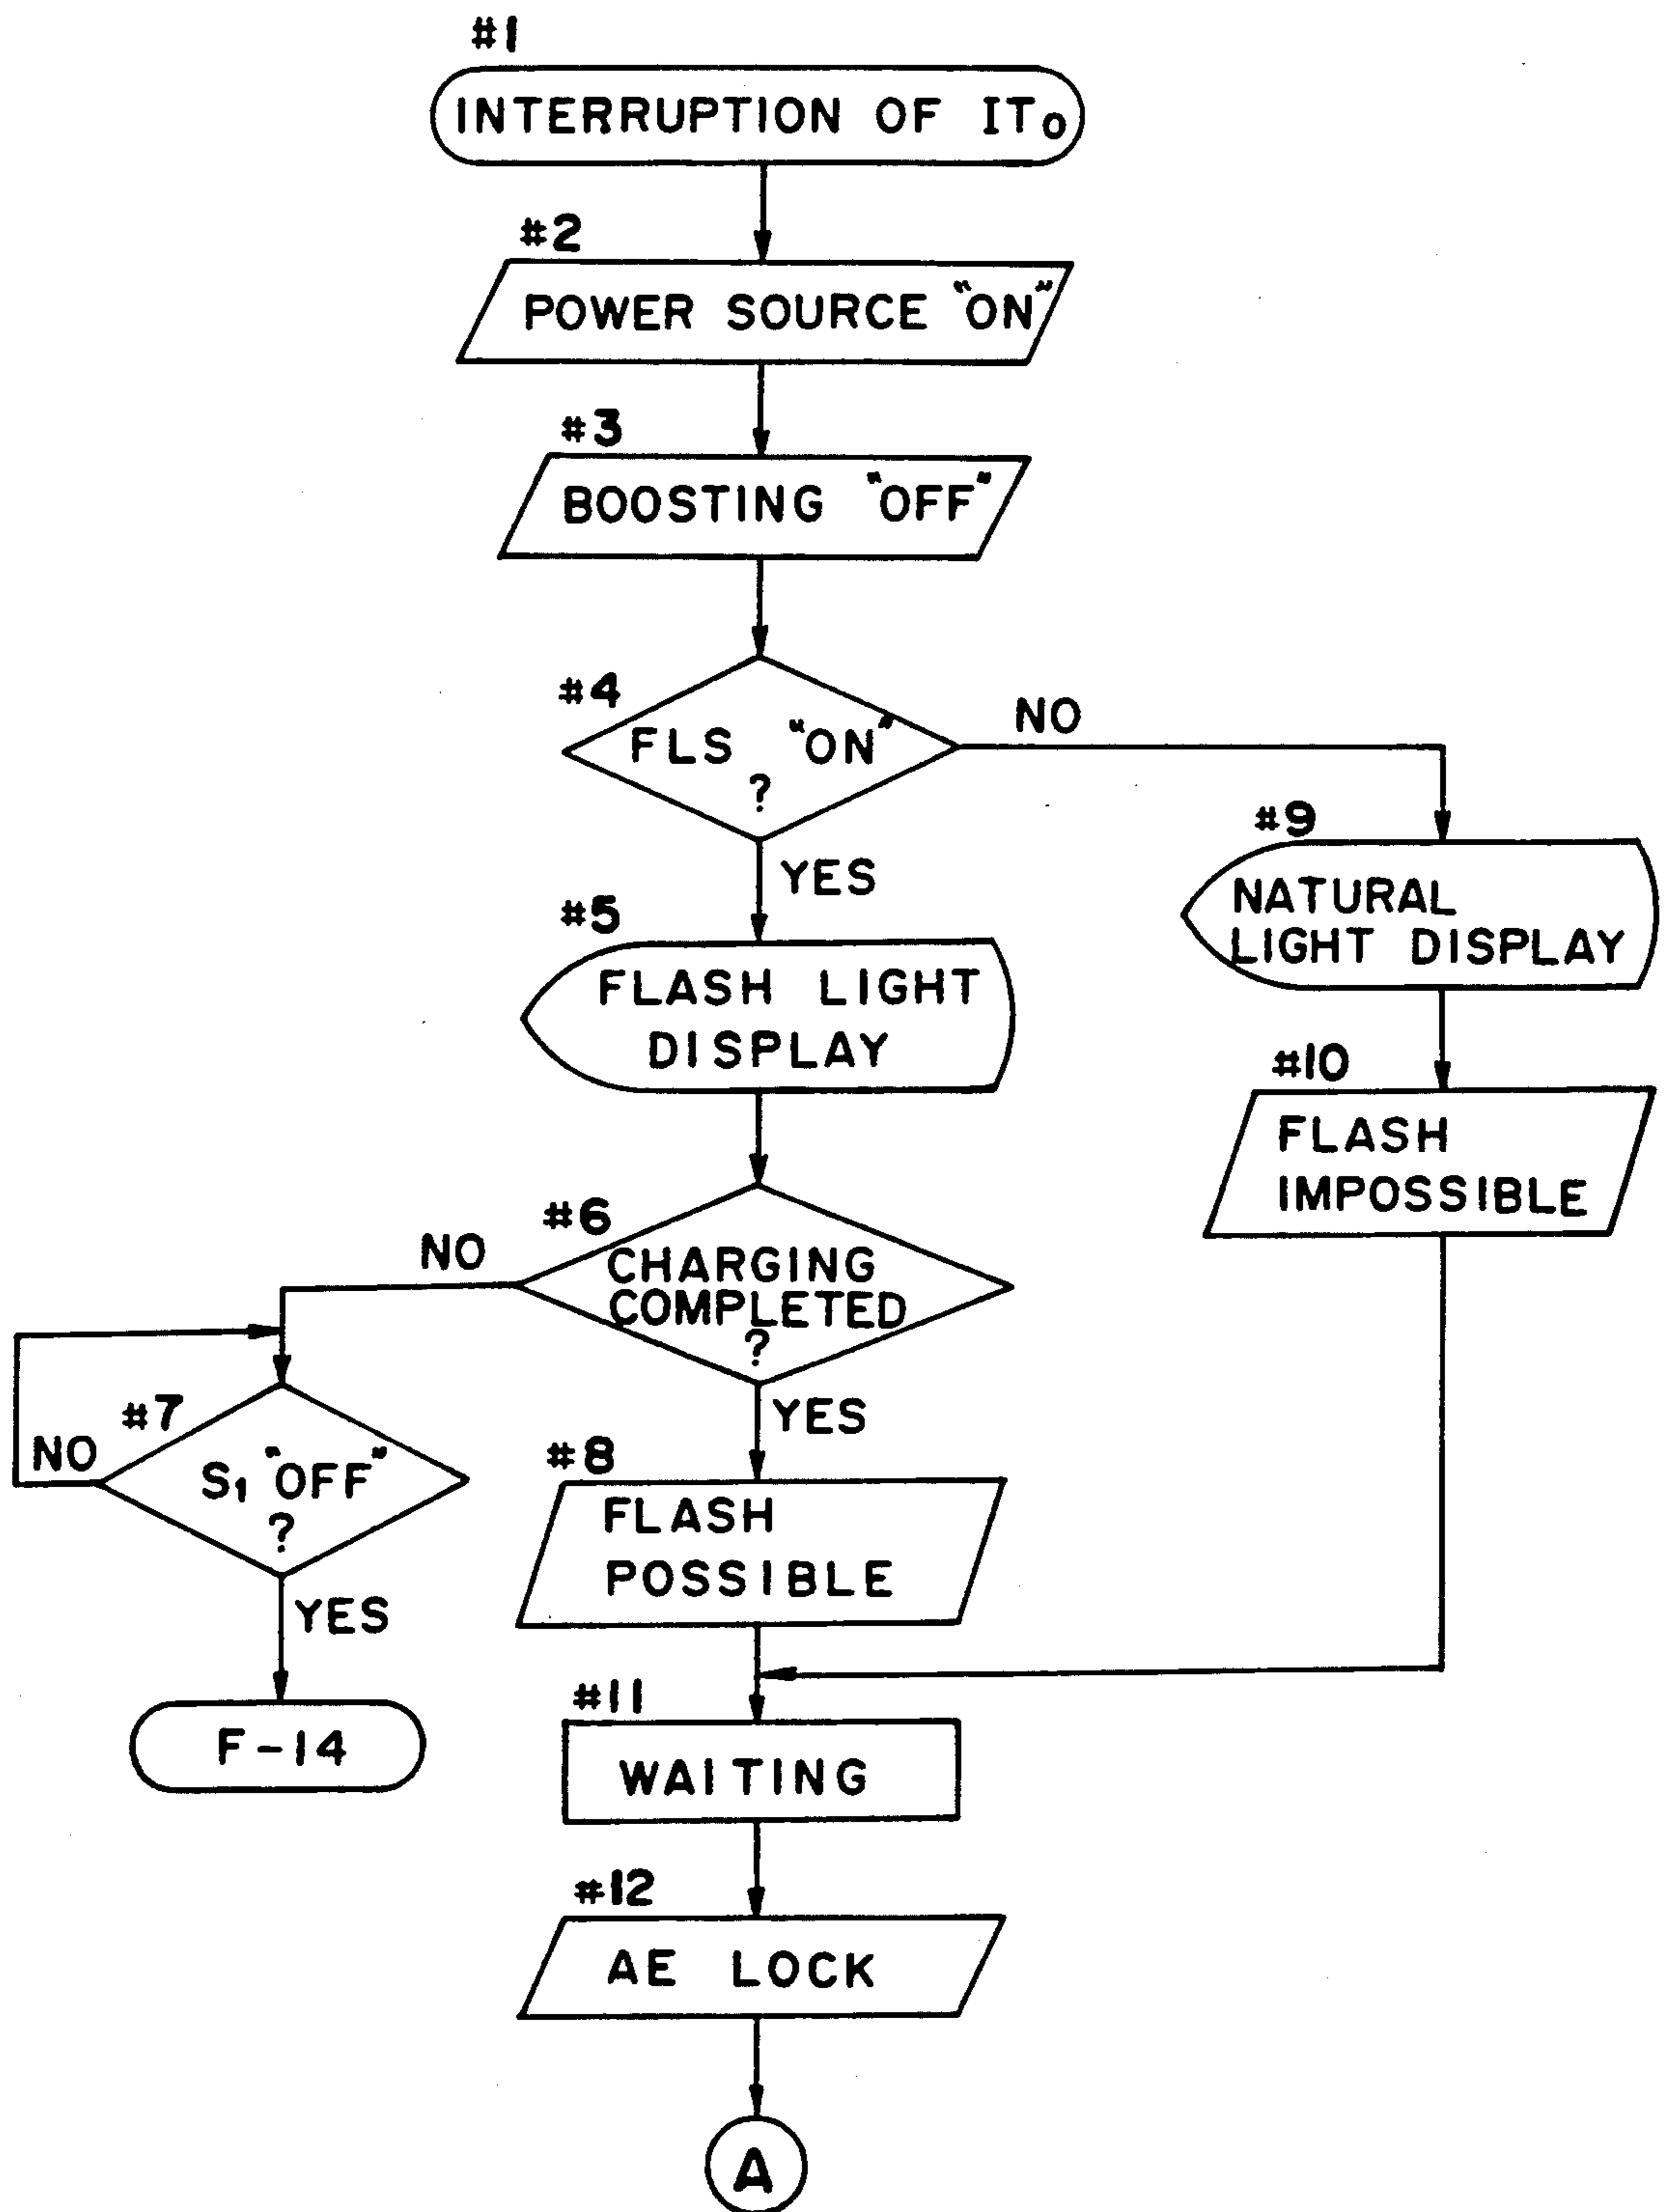 #1
INTERRUPTION OF IT₀
#2
POWER SOURCE "ON"
#3
BOOSTING "OFF"
#4
FLS "ON"
?
NO
YES
#5
FLASH LIGHT
DISPLAY
#9
NATURAL
LIGHT DISPLAY
#10
FLASH
IMPOSSIBLE
#6
CHARGING
COMPLETED
?
NO
YES
#7
S₁ "OFF"
?
NO
YES
F-14
#8
FLASH
POSSIBLE
#11
WAITING
#12
AE LOCK
A